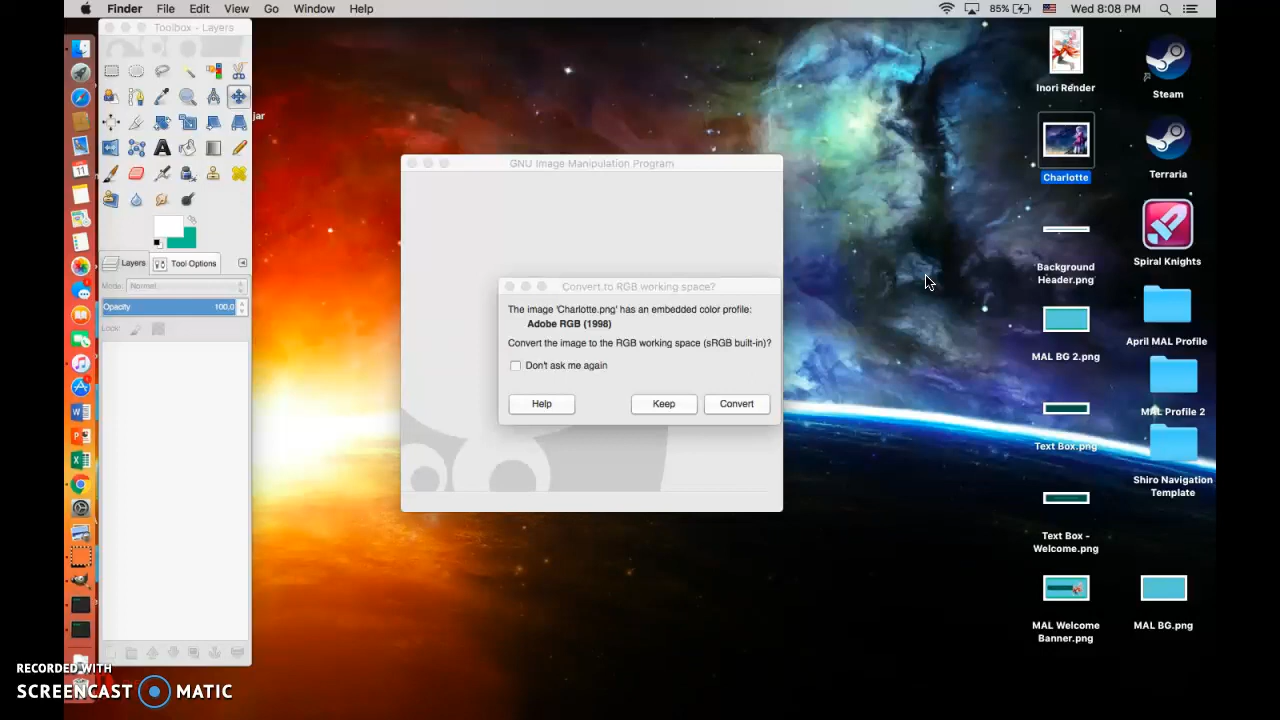 Finder File Edit View Go Window Help
85% Wed 8:08 PM
Toolbox - Layers
jar
Layers
Tool Options
Mode: Normal
Opacity 100.0
Lock:
GNU Image Manipulation Program
Convert to RGB working space?
The image 'Charlotte.png' has an embedded color profile:
Adobe RGB (1998)
Convert the image to the RGB working space (sRGB built-in)?
Don't ask me again
Help
Keep
Convert
Inori Render
Steam
Charlotte
Terraria
Background
Header.png
Spiral Knights
MAL BG 2.png
April MAL Profile
Text Box.png
MAL Profile 2
Text Box -
Welcome.png
Shiro Navigation
Template
MAL Welcome
Banner.png
MAL BG.png
RECORDED WITH
SCREENCAST MATIC